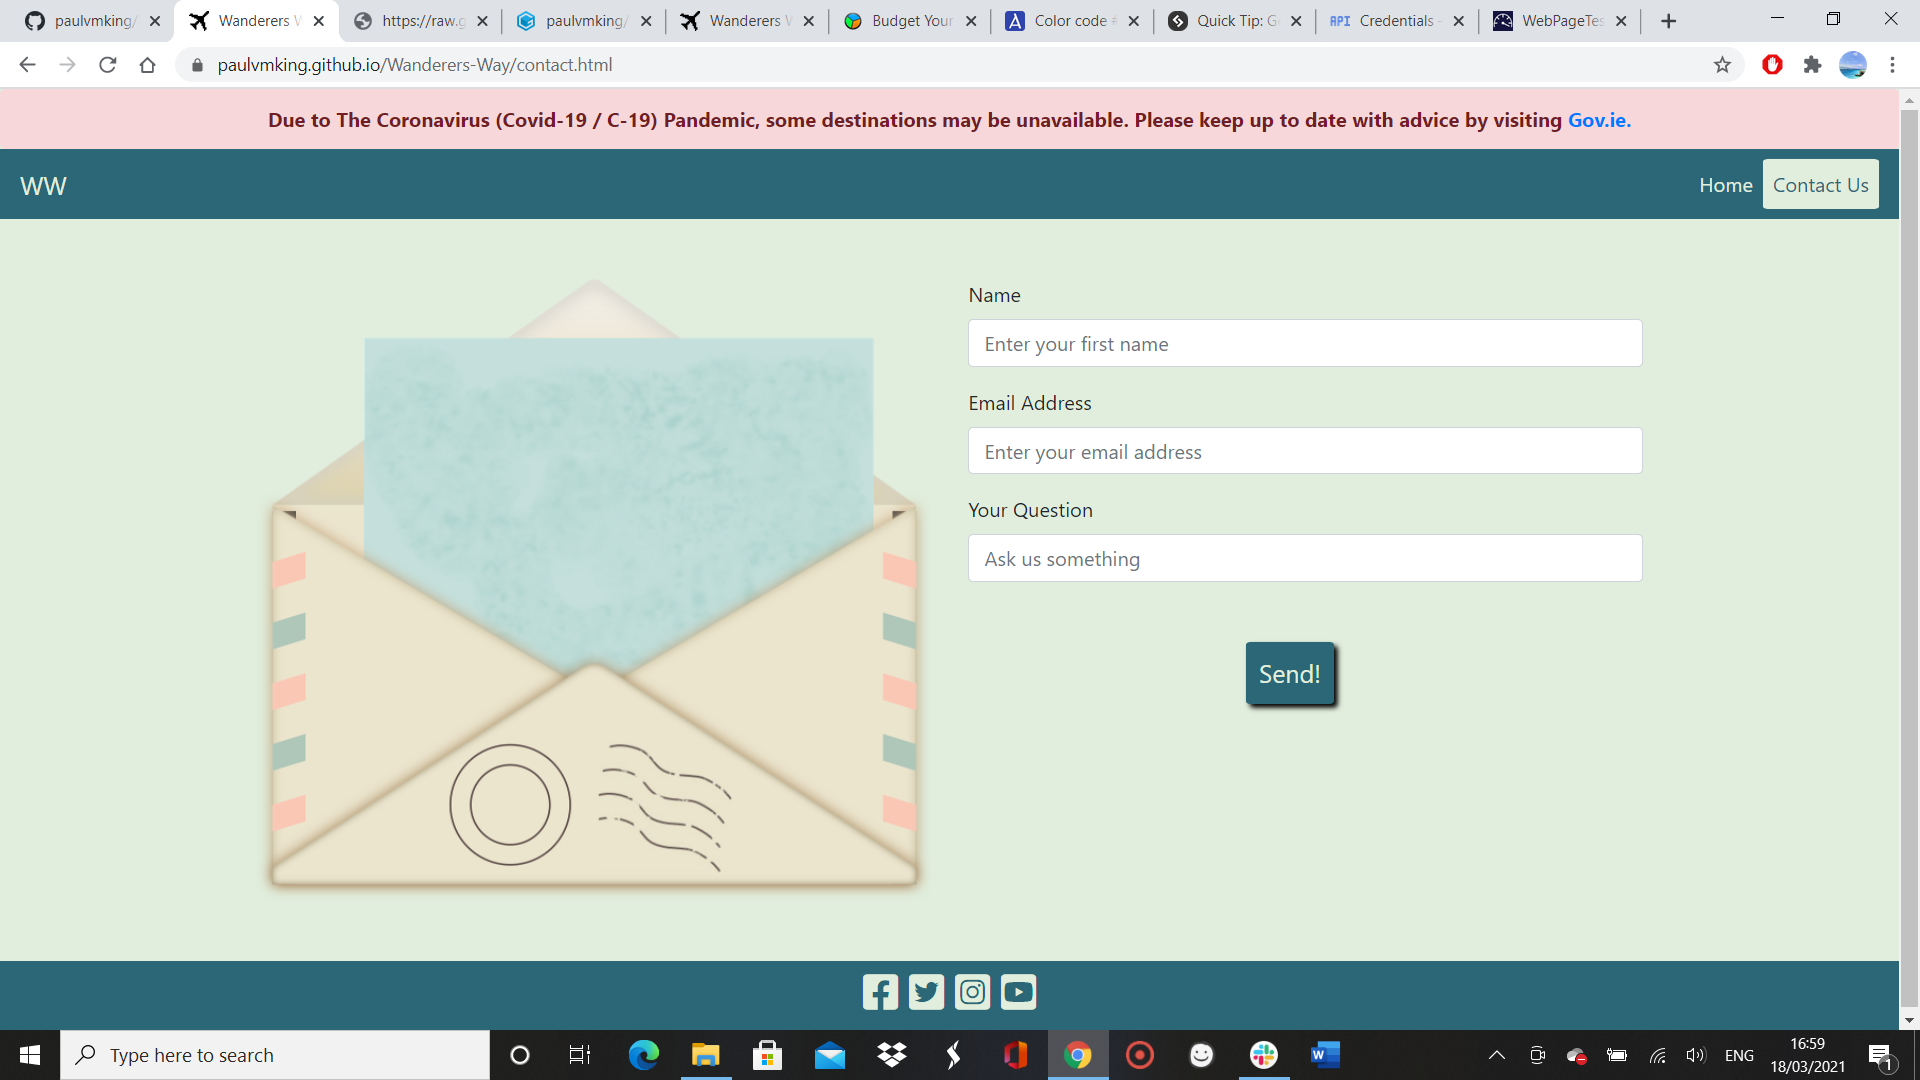 paulvmking/
Wanderers W
https://raw.g
paulvmking/
Wanderers W
Budget Your
Color code #
Quick Tip: G
API Credentials -
WebPageTes
paulvmking.github.io/Wanderers-Way/contact.html
Due to The Coronavirus (Covid-19 / C-19) Pandemic, some destinations may be unavailable. Please keep up to date with advice by visiting Gov.ie.
WW
Home
Contact Us
Name
Enter your first name
Email Address
Enter your email address
Your Question
Ask us something
Send!
Type here to search
ENG
16:59
18/03/2021
1